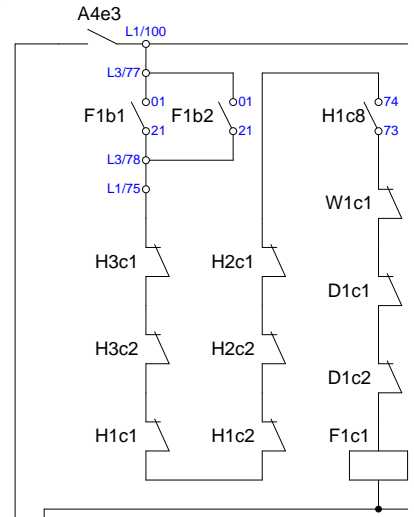 A4e3
L1/100
L3/77
F1b1 01 F1b2 01 H1c8 74
21 21 73
L3/78
L1/75
W1c1
H3c1 H2c1
D1c1
H3c2 H2c2
D1c2
H1c1 H1c2 F1c1